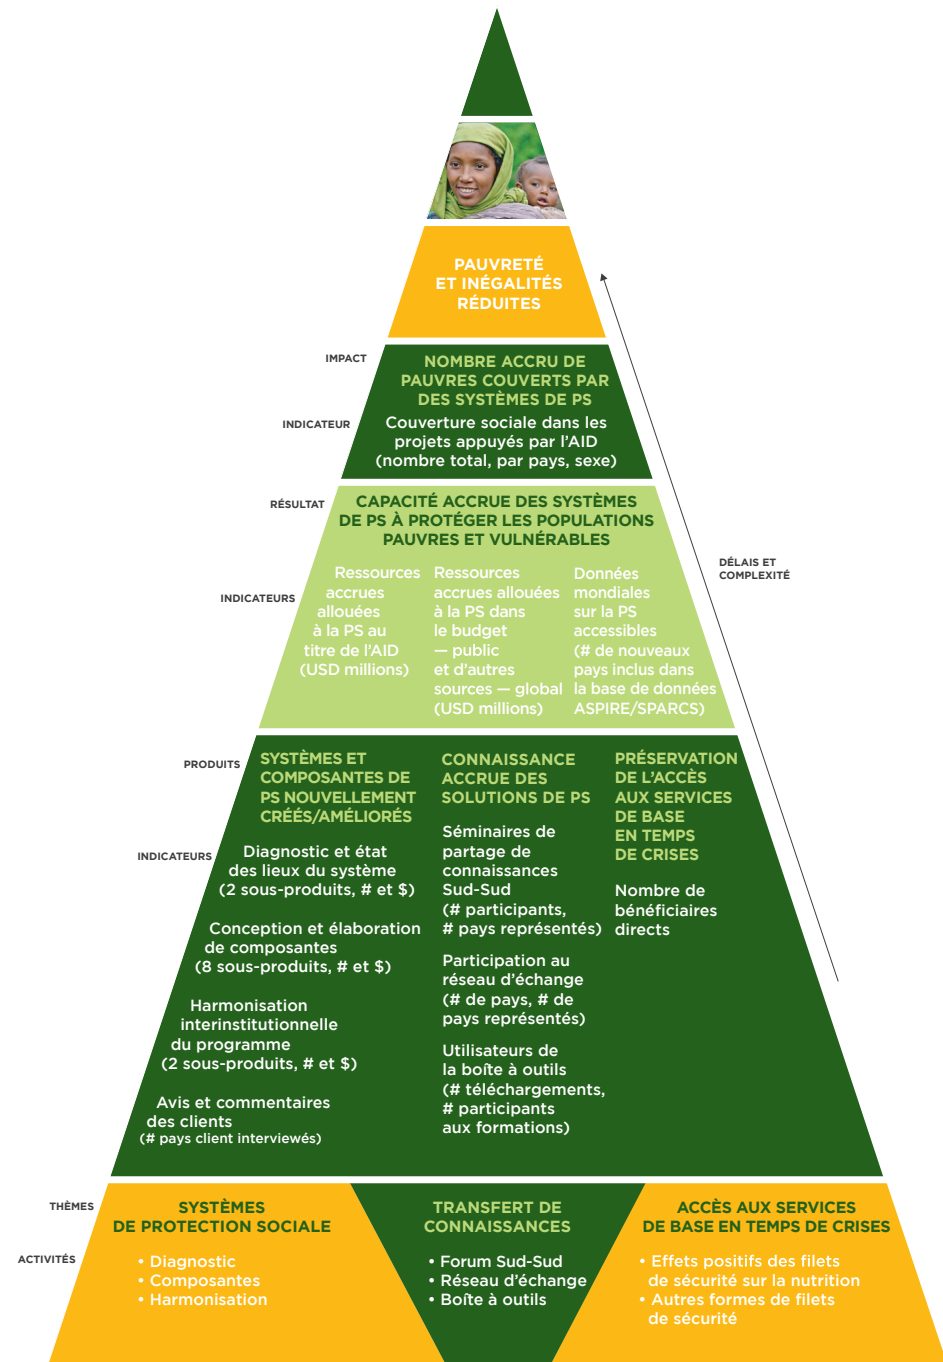 PAUVRETÉ
ET INÉGALITÉS
RÉDUITES
IMPACT
NOMBRE ACCRU DE
PAUVRES COUVERTS PAR
DES SYSTÈMES DE PS
INDICATEUR
Couverture sociale dans les
projets appuyés par l'AID
(nombre total, par pays, sexe)
RÉSULTAT
CAPACITÉ ACCRUE DES SYSTÈMES
DE PS À PROTÉGER LES POPULATIONS
PAUVRES ET VULNÉRABLES
INDICATEURS
Ressources
accrues
allouées
à la PS au
titre de l'AID
(USD millions)
Ressources
accrues allouées
à la PS dans
le budget
— public
et d'autres
sources — global
(USD millions)
Données
mondiales
sur la PS
accessibles
(# de nouveaux
pays inclus dans
la base de données
ASPIRE/SPARCS)
DÉLAIS ET
COMPLEXITÉ
PRODUITS
SYSTÈMES ET
COMPOSANTES DE
PS NOUVELLEMENT
CRÉÉS/AMÉLIORÉS
INDICATEURS
Diagnostic et état
des lieux du système
(2 sous-produits, # et $)
Conception et élaboration
de composantes
(8 sous-produits, # et $)
Harmonisation
interinstitutionnelle
du programme
(2 sous-produits, # et $)
Avis et commentaires
des clients
(# pays client interviewés)
CONNAISSANCE
ACCRUE DES
SOLUTIONS DE PS
Séminaires de
partage de
connaissances
Sud-Sud
(# participants,
# pays représentés)
Participation au
réseau d'échange
(# de pays, # de
pays représentés)
Utilisateurs de
la boîte à outils
(# téléchargements,
# participants
aux formations)
PRÉSERVATION
DE L'ACCÈS
AUX SERVICES
DE BASE
EN TEMPS
DE CRISES
Nombre de
bénéficiaires
directs
THÈMES
SYSTÈMES
DE PROTECTION SOCIALE
ACTIVITÉS
• Diagnostic
• Composantes
• Harmonisation
TRANSFERT DE
CONNAISSANCES
• Forum Sud-Sud
• Réseau d'échange
• Boîte à outils
ACCÈS AUX SERVICES
DE BASE EN TEMPS DE CRISES
• Effets positifs des filets
de sécurité sur la nutrition
• Autres formes de filets
de sécurité